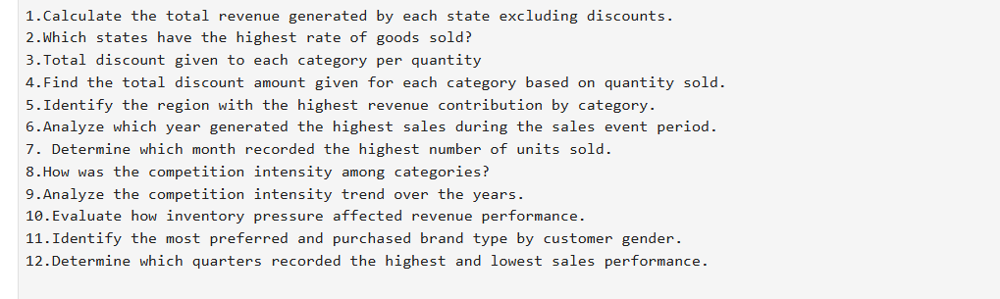 1.Calculate the total revenue generated by each state excluding discounts.
2.Which states have the highest rate of goods sold?
3.Total discount given to each category per quantity
4.Find the total discount amount given for each category based on quantity sold.
5.Identify the region with the highest revenue contribution by category.
6.Analyze which year generated the highest sales during the sales event period.
7. Determine which month recorded the highest number of units sold.
8.How was the competition intensity among categories?
9.Analyze the competition intensity trend over the years.
10.Evaluate how inventory pressure affected revenue performance.
11.Identify the most preferred and purchased brand type by customer gender.
12.Determine which quarters recorded the highest and lowest sales performance.